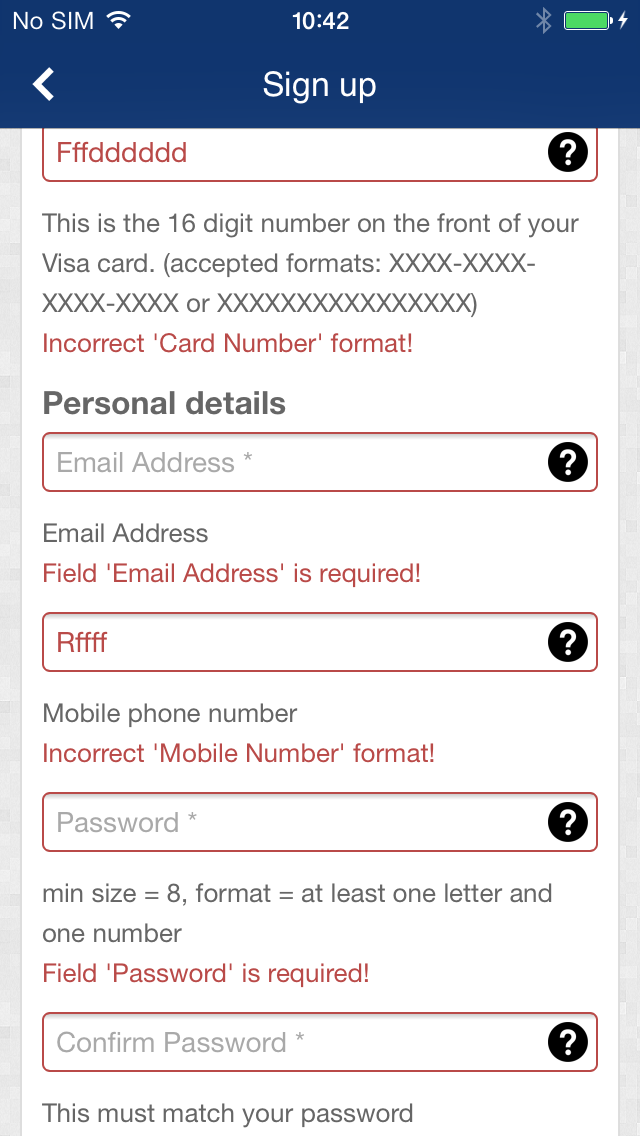 No SIM 10:42
Sign up
Fffdddddd
This is the 16 digit number on the front of your
Visa card. (accepted formats: XXXX-XXXX-
XXXX-XXXX or XXXXXXXXXXXXXXXX)
Incorrect 'Card Number' format!
Personal details
Email Address *
Email Address
Field 'Email Address' is required!
Rffff
Mobile phone number
Incorrect 'Mobile Number' format!
Password *
min size = 8, format = at least one letter and
one number
Field 'Password' is required!
Confirm Password *
This must match your password